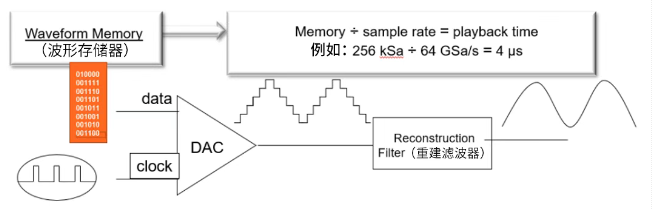 Waveform Memory
（波形存储器）
Memory ÷ sample rate = playback time
例如：256 kSa ÷ 64 GSa/s = 4 μs
010000
001111
001110
001101
001011
001001
001010
001100
data
clock
DAC
Reconstruction
Filter（重建滤波器）